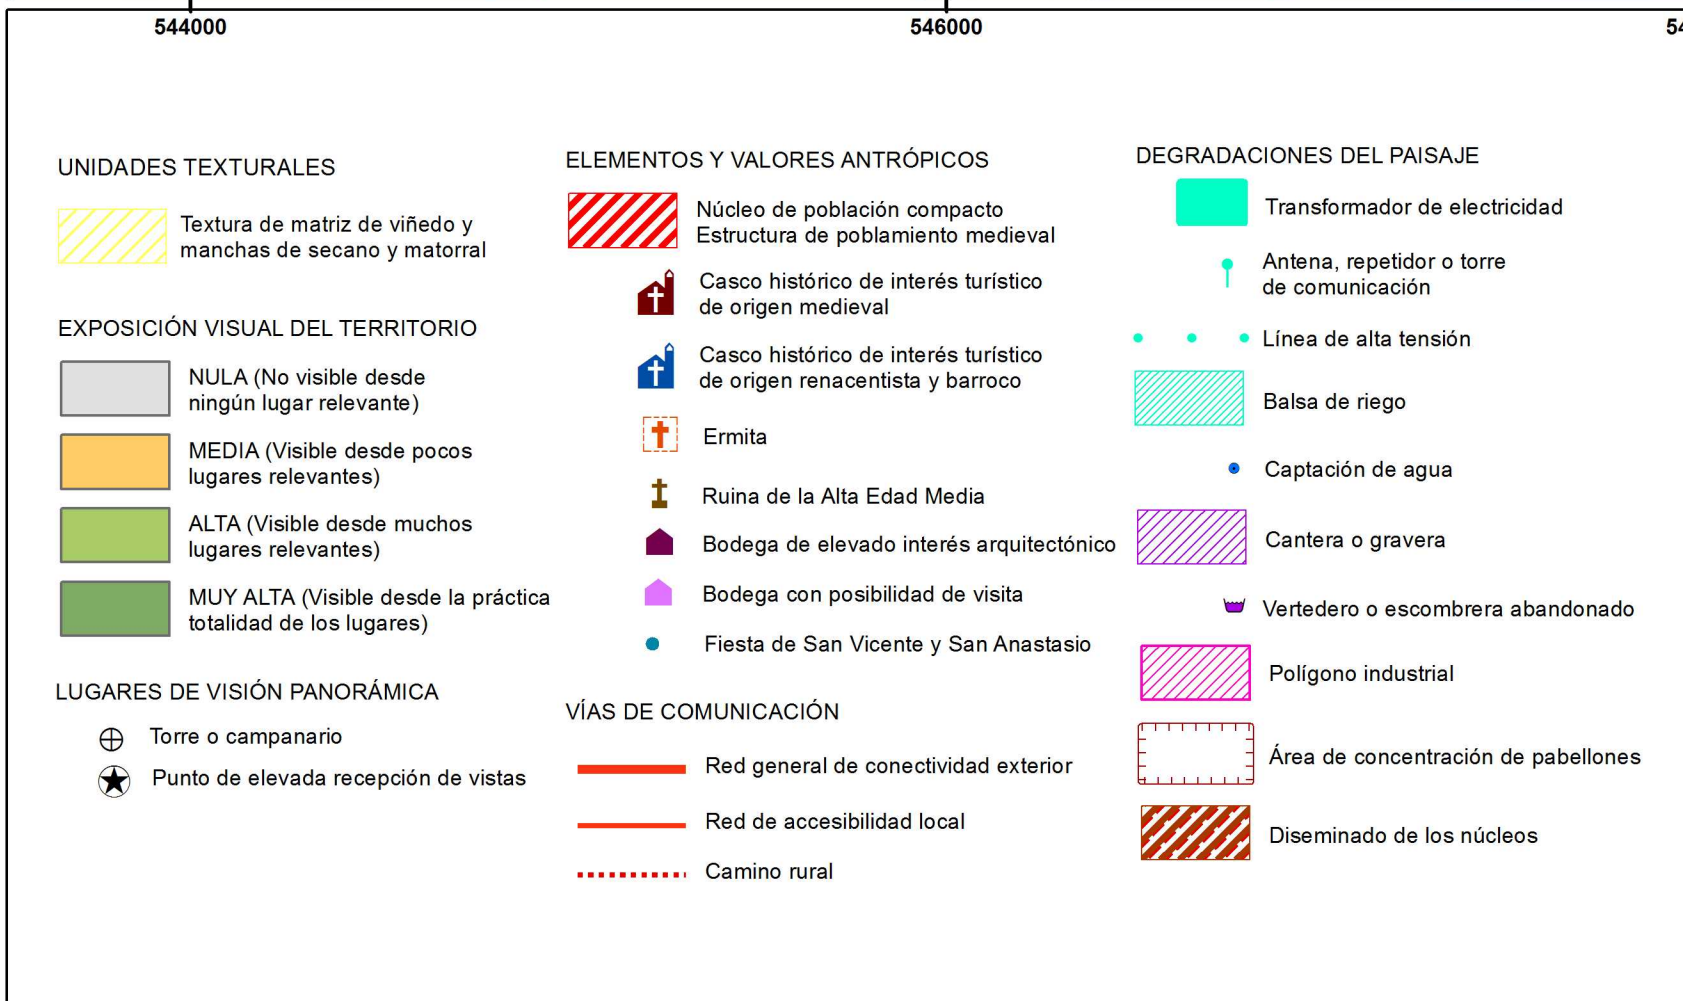 544000
546000
54
UNIDADES TEXTURALES
Textura de matriz de viñedo y
manchas de secano y matorral
EXPOSICIÓN VISUAL DEL TERRITORIO
NULA (No visible desde
ningún lugar relevante)
MEDIA (Visible desde pocos
lugares relevantes)
ALTA (Visible desde muchos
lugares relevantes)
MUY ALTA (Visible desde la práctica
totalidad de los lugares)
LUGARES DE VISIÓN PANORÁMICA
Torre o campanario
Punto de elevada recepción de vistas
ELEMENTOS Y VALORES ANTRÓPICOS
Núcleo de población compacto
Estructura de poblamiento medieval
Casco histórico de interés turístico
de origen medieval
Casco histórico de interés turístico
de origen renacentista y barroco
Ermita
Ruina de la Alta Edad Media
Bodega de elevado interés arquitectónico
Bodega con posibilidad de visita
Fiesta de San Vicente y San Anastasio
VÍAS DE COMUNICACIÓN
Red general de conectividad exterior
Red de accesibilidad local
Camino rural
DEGRADACIONES DEL PAISAJE
Transformador de electricidad
Antena, repetidor o torre
de comunicación
Línea de alta tensión
Balsa de riego
Captación de agua
Cantera o gravera
Vertedero o escombrera abandonado
Polígono industrial
Área de concentración de pabellones
Diseminado de los núcleos